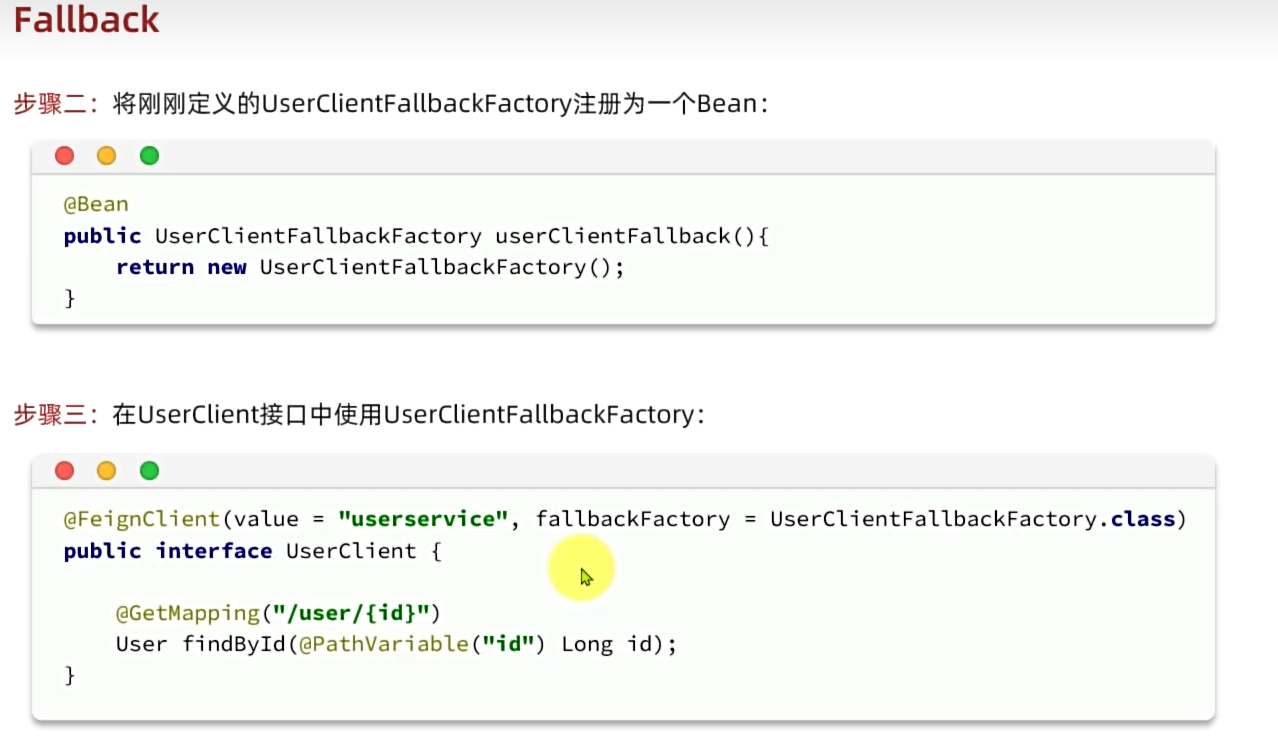 Fallback
步骤二：将刚刚定义的UserClientFallbackFactory注册为一个Bean：
@Bean
public UserClientFallbackFactory userClientFallback(){
    return new UserClientFallbackFactory();
}
步骤三：在UserClient接口中使用UserClientFallbackFactory：
@FeignClient(value = "userservice", fallbackFactory = UserClientFallbackFactory.class)
public interface UserClient {
    @GetMapping("/user/{id}")
    User findById(@PathVariable("id") Long id);
}